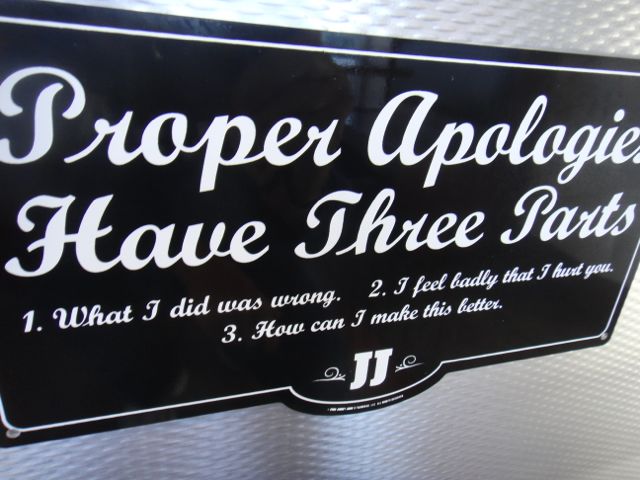 Proper Apologies
Have Three Parts
1. What I did was wrong. 2. I feel badly that I hurt you.
3. How can I make this better.
JJ